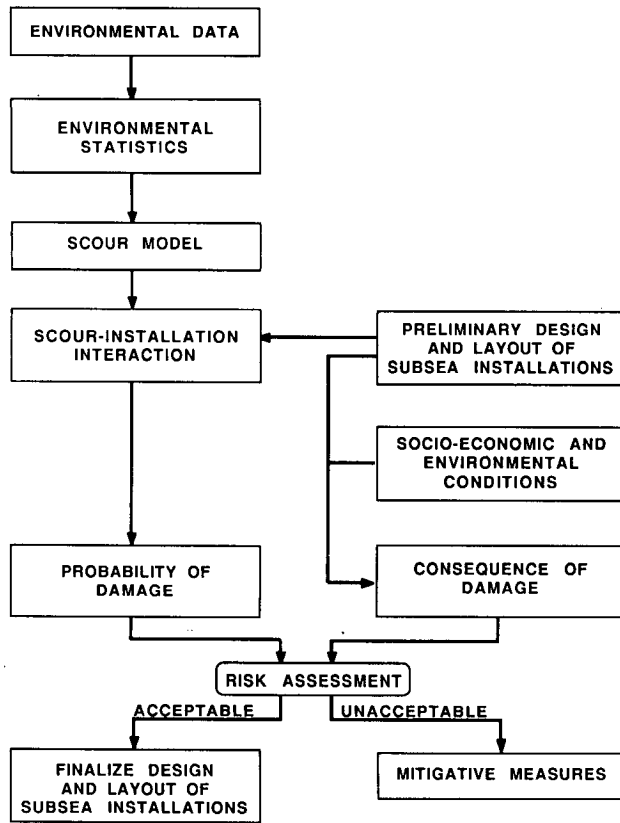 ENVIRONMENTAL DATA
ENVIRONMENTAL
STATISTICS
SCOUR MODEL
SCOUR-INSTALLATION
INTERACTION
PRELIMINARY DESIGN
AND LAYOUT OF
SUBSEA INSTALLATIONS
SOCIO-ECONOMIC AND
ENVIRONMENTAL
CONDITIONS
PROBABILITY OF
DAMAGE
CONSEQUENCE OF
DAMAGE
RISK ASSESSMENT
ACCEPTABLE
UNACCEPTABLE
FINALIZE DESIGN
AND LAYOUT OF
SUBSEA INSTALLATIONS
MITIGATIVE MEASURES